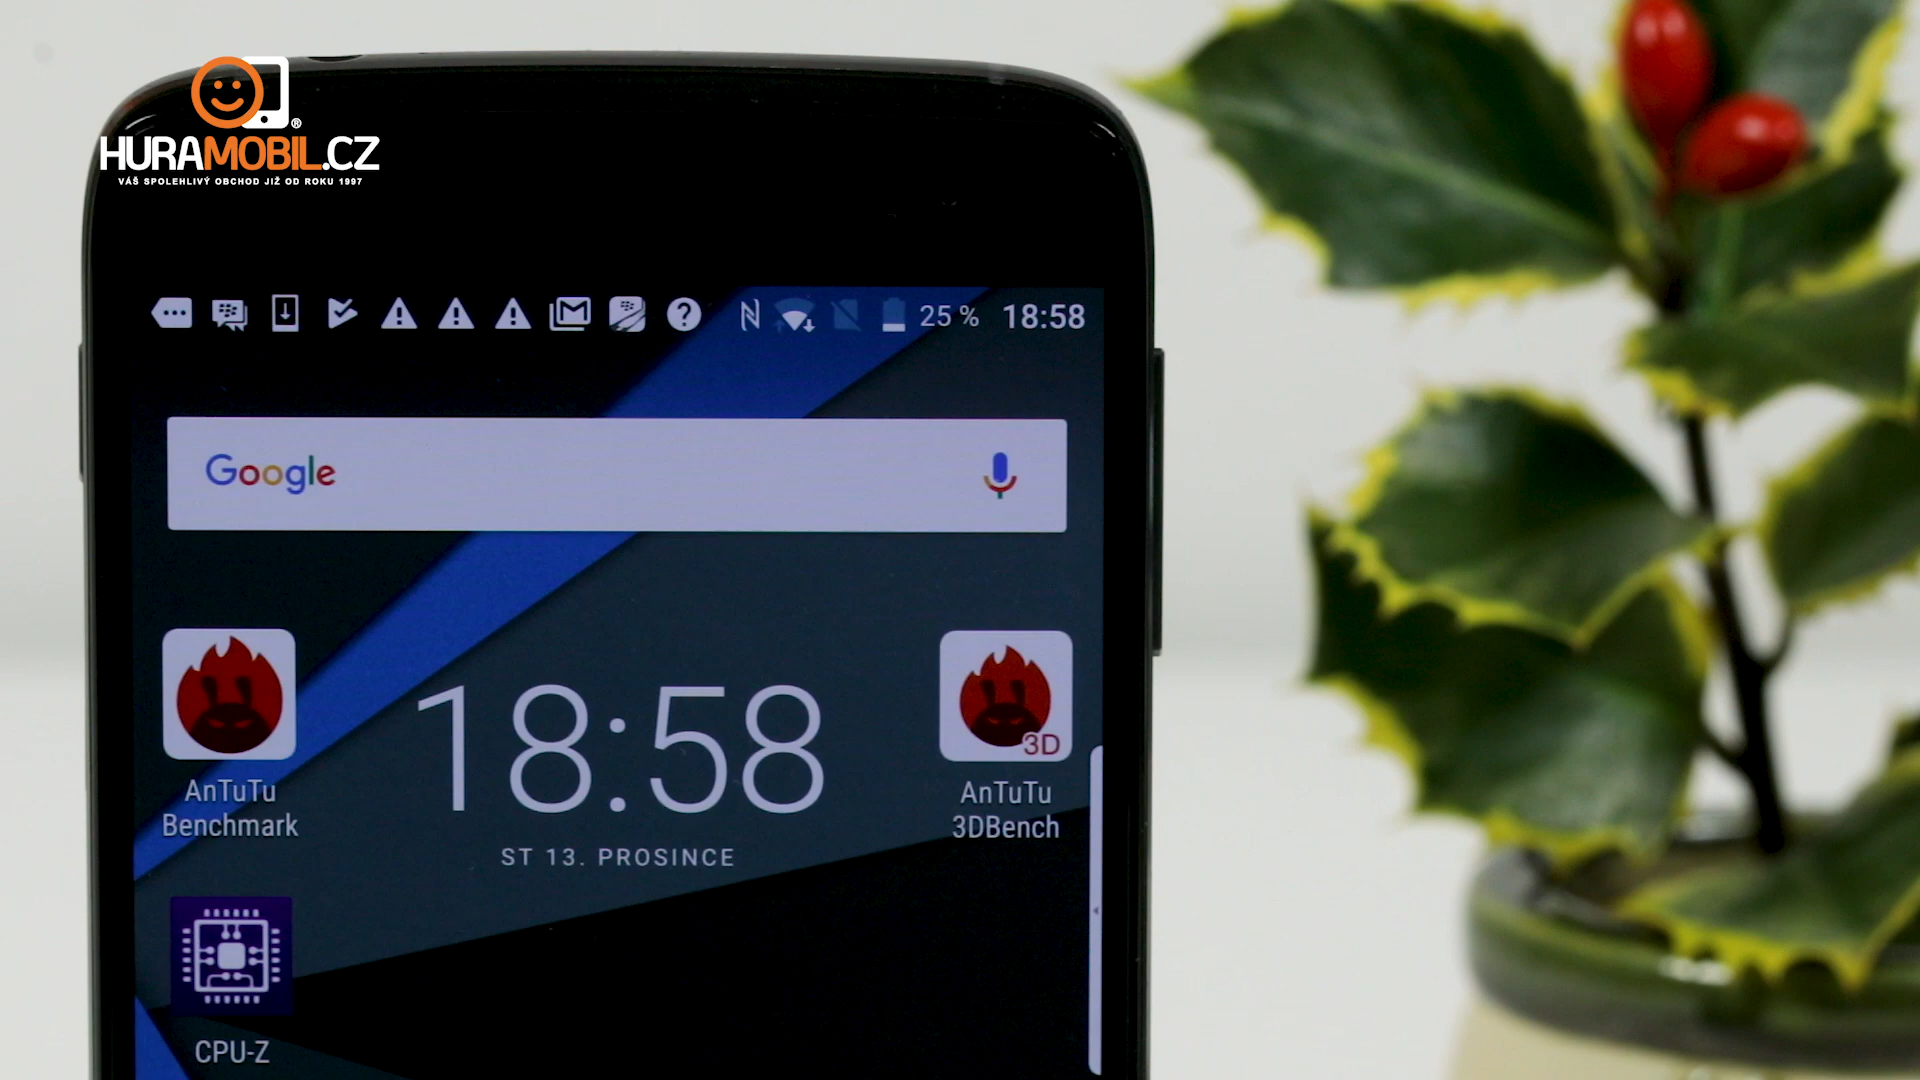 HURAMOBIL.CZ®
VÁŠ SPOLEHLIVÝ OBCHOD JIŽ OD ROKU 1997
25 % 18:58
Google
18:58
ST 13. PROSINCE
AnTuTu
Benchmark
AnTuTu
3DBench
3D
CPU-Z